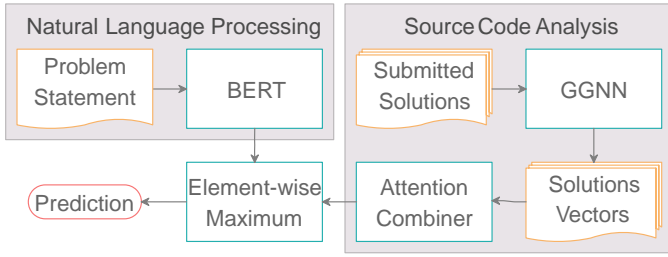 Natural Language Processing
Source Code Analysis
Problem
Statement
BERT
Submitted
Solutions
GGNN
Prediction
Element-wise
Maximum
Attention
Combiner
Solutions
Vectors